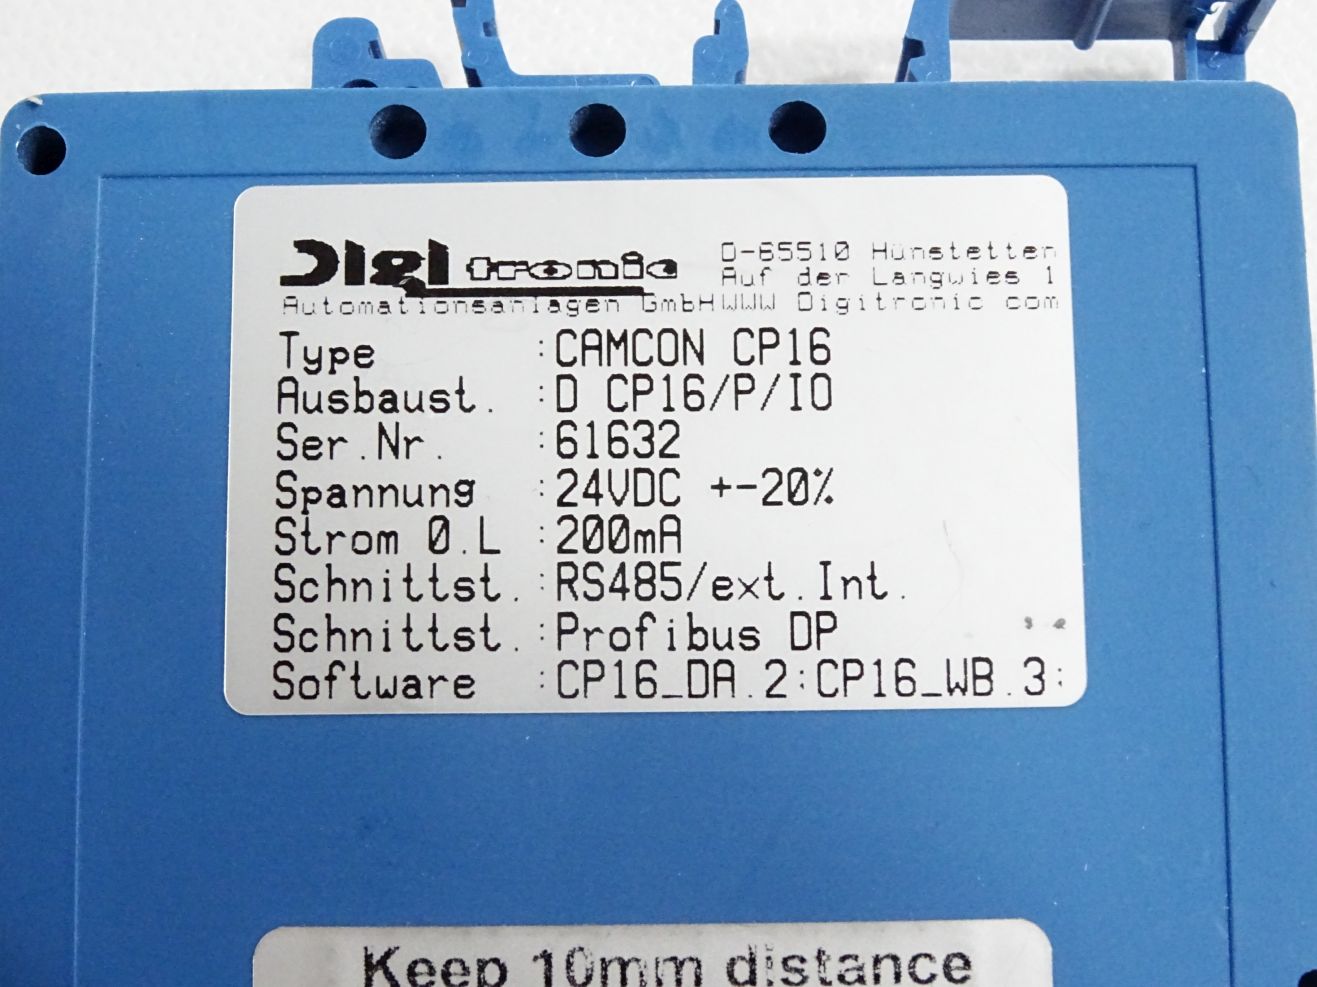 Digitronic
D-65510 Hünstetten
Auf der Langwies 1
Automationsanlagen GmbH WWW Digitronic com
Type :CAMCON CP16
Ausbaust. :D CP16/P/IO
Ser.Nr. :61632
Spannung :24VDC +-20%
Strom O.L :200mA
Schnittst. :RS485/ext.Int.
Schnittst. :Profibus DP
Software :CP16_DA.2:CP16_WB.3:
Keep 10mm distance